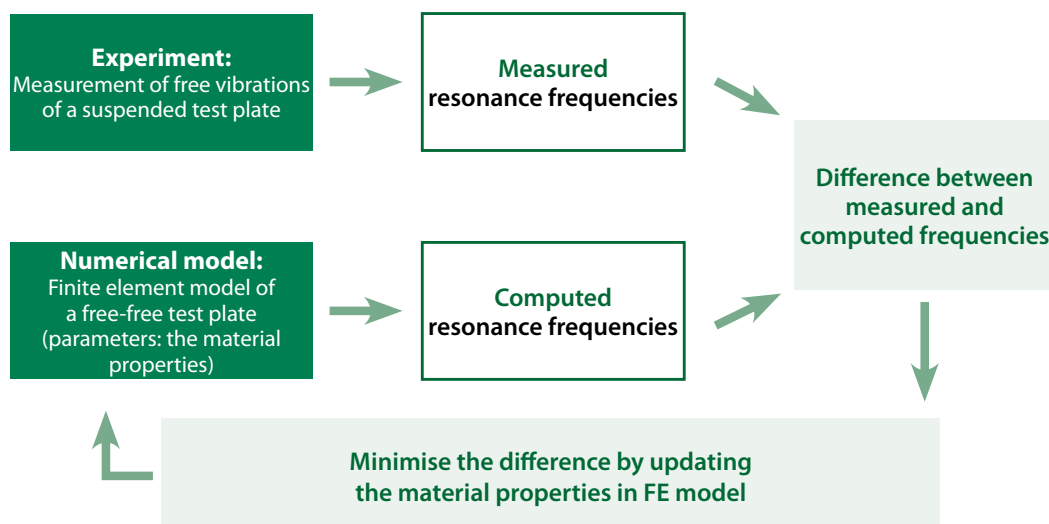 Experiment:
Measurement of free vibrations
of a suspended test plate
Measured
resonance frequencies
Difference between
measured and
computed frequencies
Numerical model:
Finite element model of
a free-free test plate
(parameters: the material
properties)
Computed
resonance frequencies
Minimise the difference by updating
the material properties in FE model